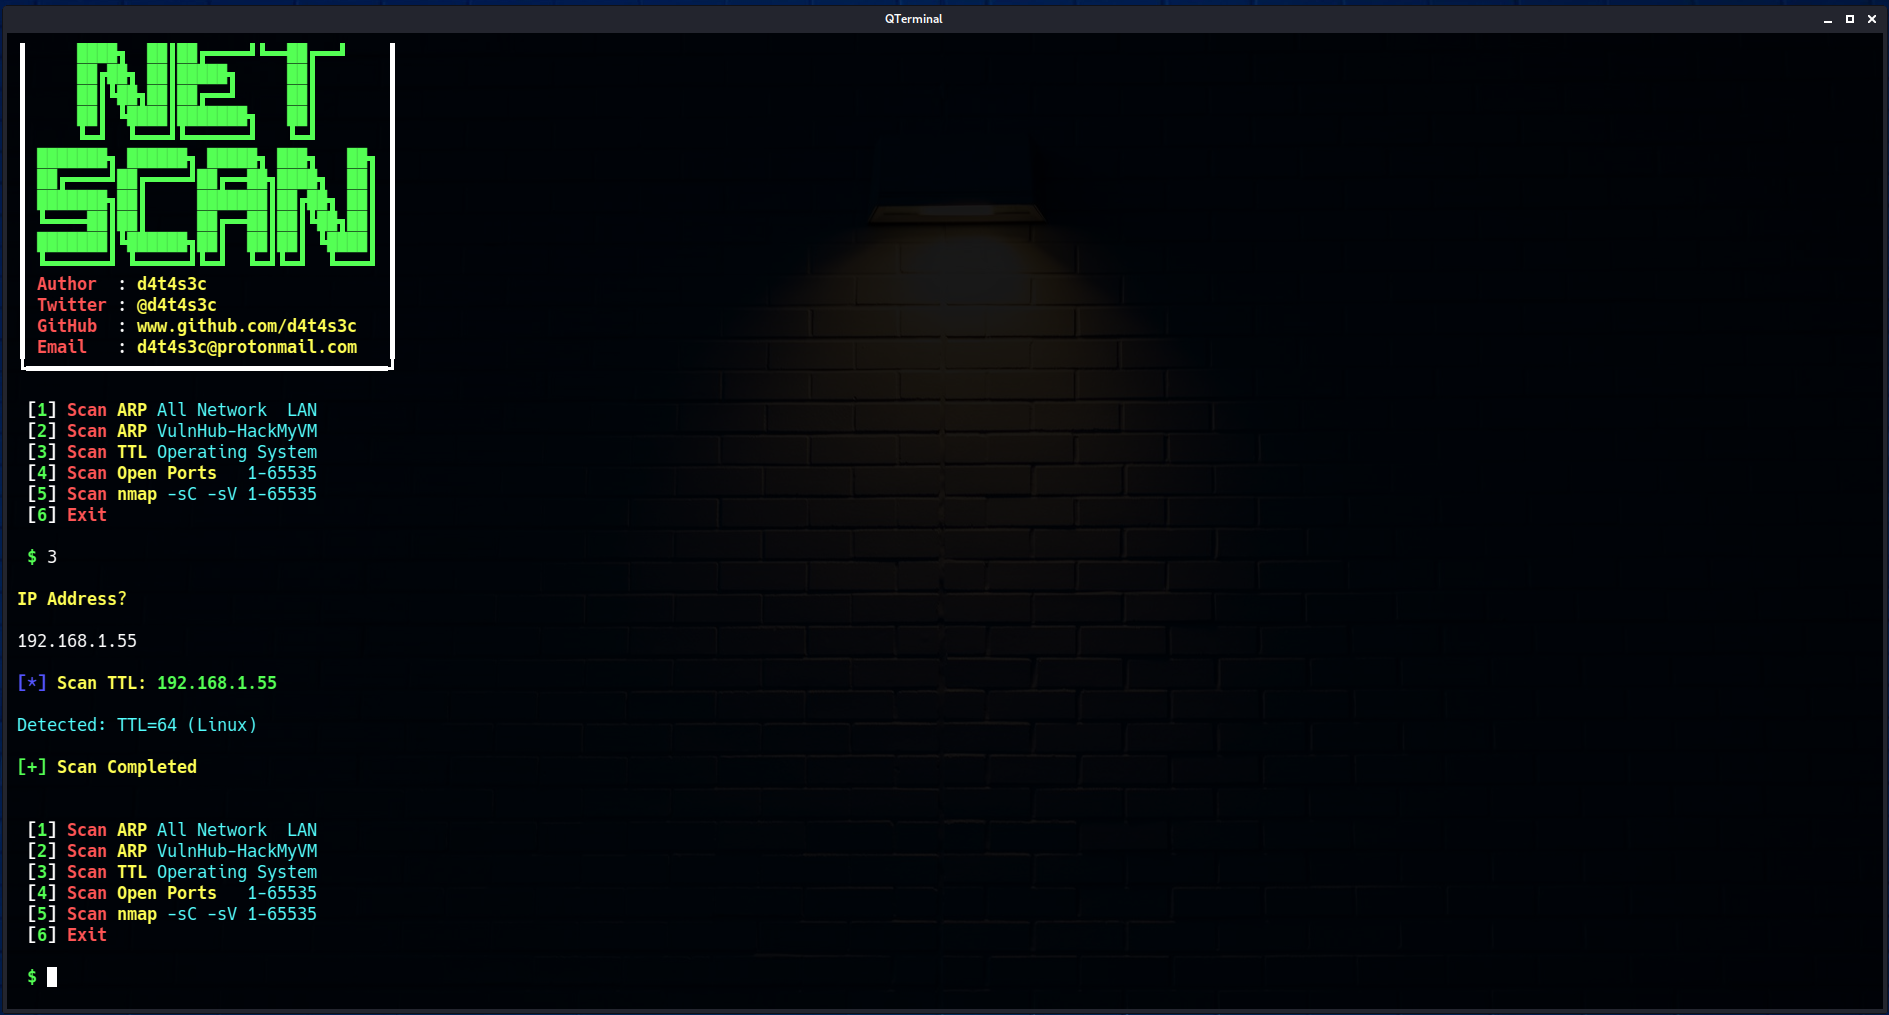 QTerminal
NET
SCAN
Author  : d4t4s3c
Twitter : @d4t4s3c
GitHub  : www.github.com/d4t4s3c
Email   : d4t4s3c@protonmail.com
[1] Scan ARP All Network  LAN
[2] Scan ARP VulnHub-HackMyVM
[3] Scan TTL Operating System
[4] Scan Open Ports   1-65535
[5] Scan nmap -sC -sV 1-65535
[6] Exit
$ 3
IP Address?
192.168.1.55
[*] Scan TTL: 192.168.1.55
Detected: TTL=64 (Linux)
[+] Scan Completed
[1] Scan ARP All Network  LAN
[2] Scan ARP VulnHub-HackMyVM
[3] Scan TTL Operating System
[4] Scan Open Ports   1-65535
[5] Scan nmap -sC -sV 1-65535
[6] Exit
$